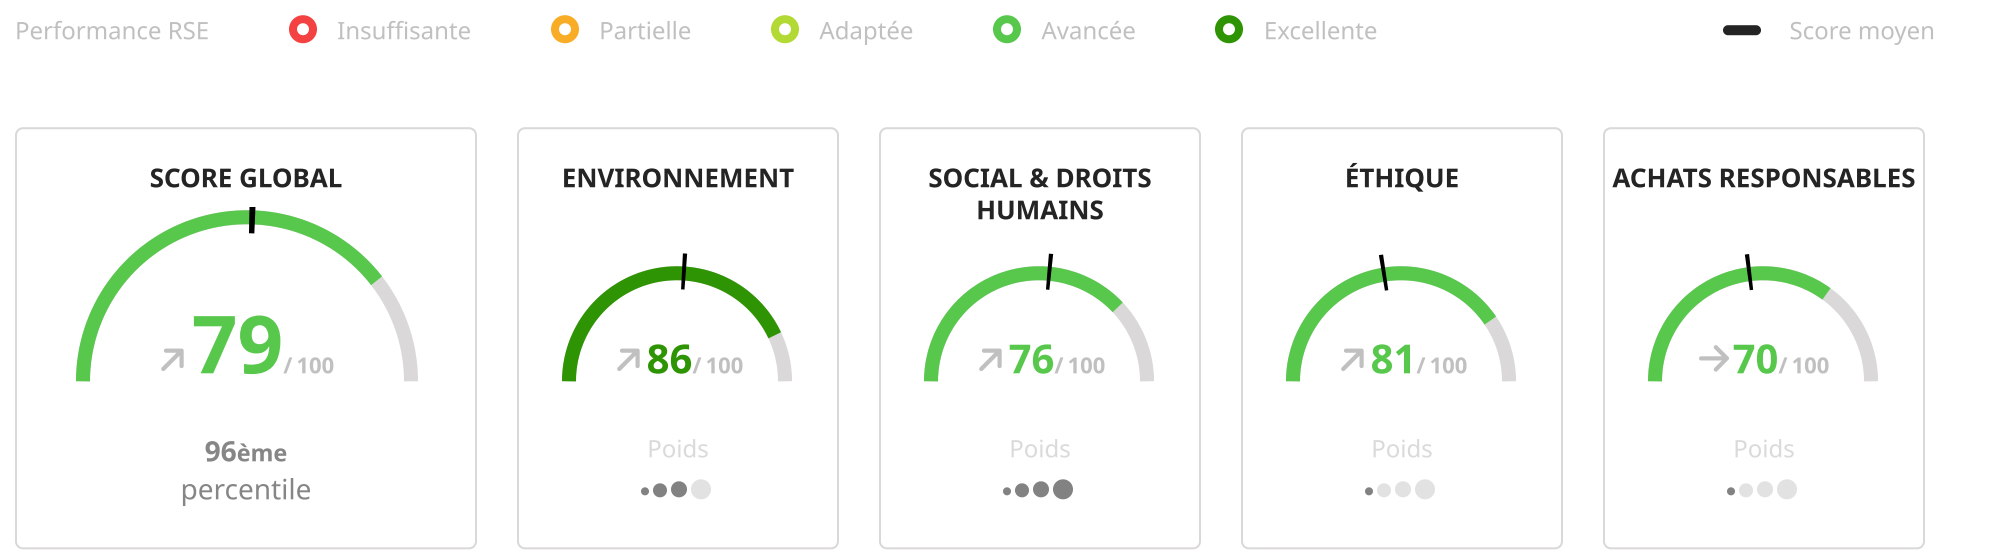 Performance RSE Insuffisante Partielle Adaptée Avancée Excellente Score moyen
SCORE GLOBAL
79 / 100
96ème
percentile
ENVIRONNEMENT
86 / 100
Poids
SOCIAL & DROITS
HUMAINS
76 / 100
Poids
ÉTHIQUE
81 / 100
Poids
ACHATS RESPONSABLES
70 / 100
Poids